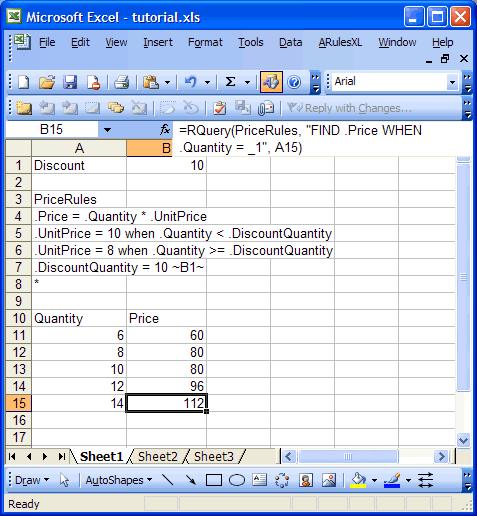 Microsoft Excel - tutorial.xls
File Edit View Insert Format Tools Data ARulesXL Window Help
Σ Arial
Reply with Changes...
B15 fx =RQuery(PriceRules, "FIND .Price WHEN
.Quantity = _1", A15)
A B
1 Discount 10
2
3 PriceRules
4 .Price = .Quantity * .UnitPrice
5 .UnitPrice = 10 when .Quantity < .DiscountQuantity
6 .UnitPrice = 8 when .Quantity >= .DiscountQuantity
7 .DiscountQuantity = 10 ~B1~
8 *
9
10 Quantity Price
11 6 60
12 8 80
13 10 80
14 12 96
15 14 112
16
17
Sheet1 Sheet2 Sheet3
Draw AutoShapes
Ready